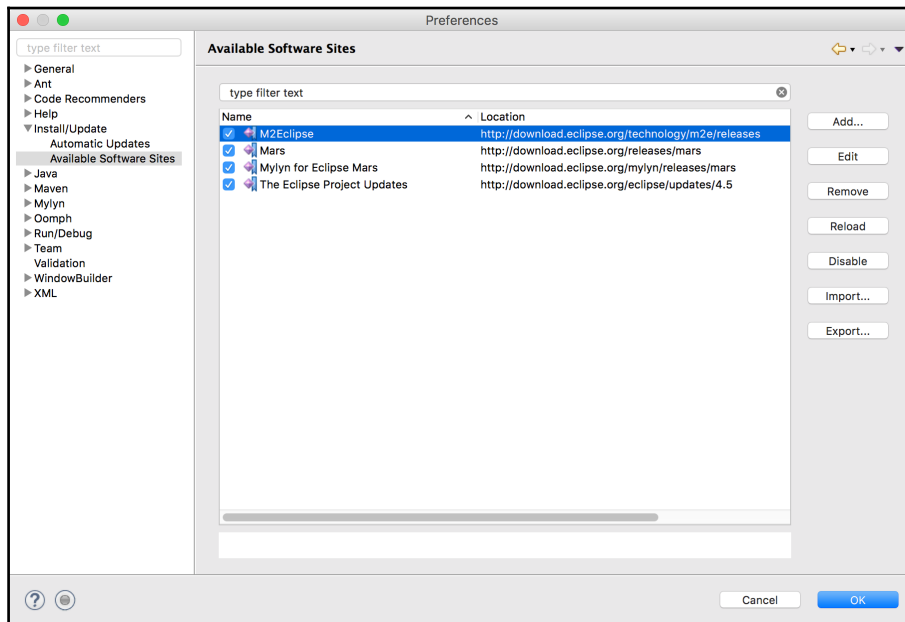 Preferences
type filter text
General
Ant
Code Recommenders
Help
Install/Update
Automatic Updates
Available Software Sites
Java
Maven
Mylyn
Oomph
Run/Debug
Team
Validation
WindowBuilder
XML
Available Software Sites
type filter text
Name Location
M2Eclipse http://download.eclipse.org/technology/m2e/releases
Mars http://download.eclipse.org/releases/mars
Mylyn for Eclipse Mars http://download.eclipse.org/mylyn/releases/mars
The Eclipse Project Updates http://download.eclipse.org/eclipse/updates/4.5
Add...
Edit
Remove
Reload
Disable
Import...
Export...
?
Cancel OK